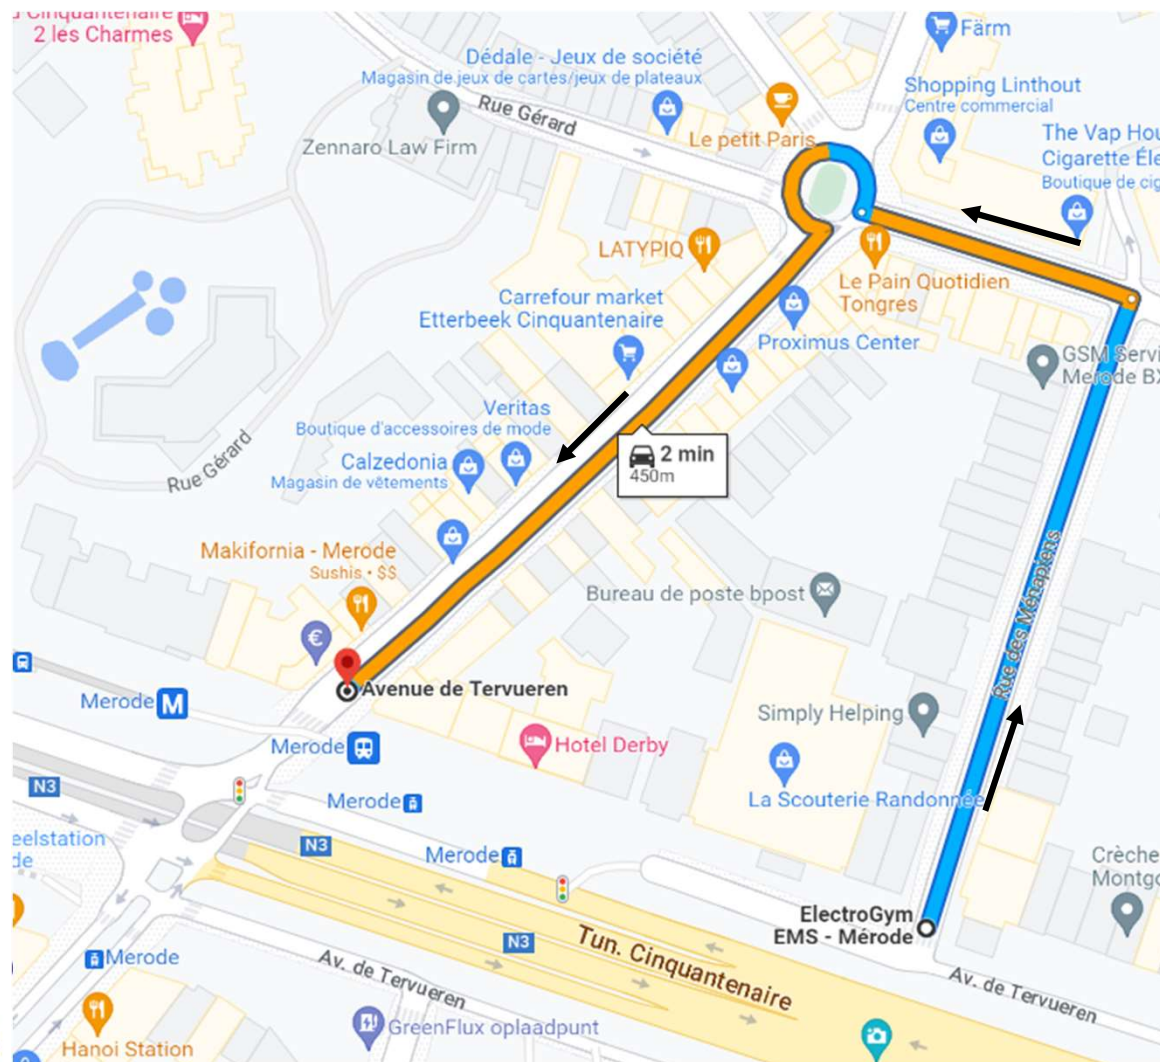 Cinquantenaire
2 les Charmes
Färm
Dédale - Jeux de société
Magasin de jeux de cartes/jeux de plateaux
Shopping Linthout
Centre commercial
Rue Gérard
Le petit Paris
Zennaro Law Firm
The Vap Hou
Cigarette Éle
Boutique de cig
LATYPIQ
Le Pain Quotidien
Tongres
Carrefour market
Etterbeek Cinquantenaire
Proximus Center
GSM Servi
Merode BX
Veritas
Boutique d'accessoires de mode
Calzedonia
Magasin de vêtements
2 min
450m
Rue Gérard
Makifornia - Merode
Sushis • $$
Bureau de poste bpost
Rue des Ménapiens
€
Avenue de Tervueren
Merode M
Simply Helping
Merode
Hotel Derby
N3
Merode
La Scouterie Randonnée
eelstation
de
N3
Merode
Crèche
Montgo
ElectroGym
EMS - Mérode
N3
Tun. Cinquantenaire
Merode
Av. de Tervueren
Av. de Tervueren
GreenFlux oplaadpunt
Hanoi Station